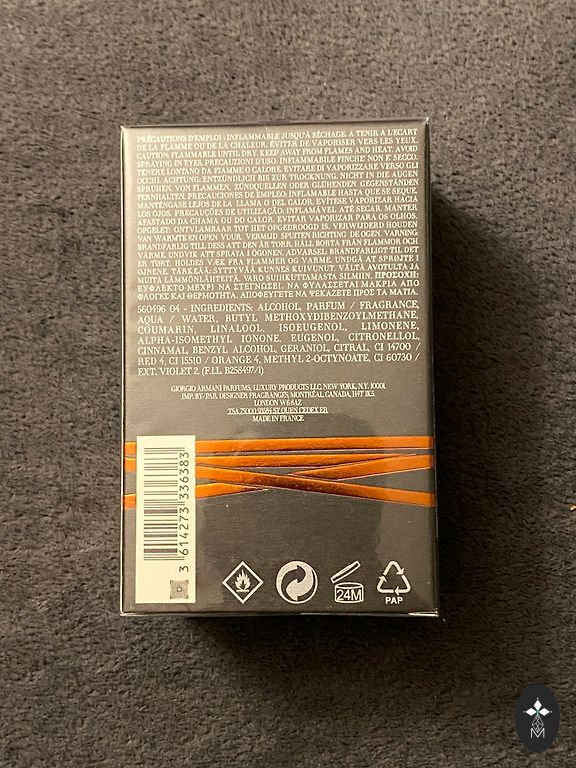 PRÉCAUTIONS D'EMPLOI : INFLAMMABLE JUSQU'À SÉCHAGE. A TENIR A L'ECART
DE LA FLAMME OU DE LA CHALEUR. ÉVITER DE VAPORISER VERS LES YEUX.
CAUTION: FLAMMABLE UNTIL DRY. KEEP AWAY FROM FLAMES AND HEAT. AVOID
SPRAYING IN EYES. PRECAUZIONI D'USO: INFIAMMABILE FINCHE' NON E' SECCO.
TENERE LONTANO DA FIAMME O CALORE. EVITARE DI VAPORIZZARE VERSO GLI
OCCHI. ACHTUNG: ENTZÜNDLICH BIS ZUR TROCKNUNG. NICHT IN DIE AUGEN
SPRÜHEN. VON FLAMMEN, ZÜNDQUELLEN ODER GLÜHENDEN GEGENSTÄNDEN
FERNHALTEN. PRECAUCIONES DE EMPLEO: INFLAMABLE HASTA QUE SE SEQUE.
MANTÉNGASE LEJOS DE LA LLAMA O DEL CALOR. EVÍTESE VAPORIZAR HACIA
LOS OJOS. PRECAUÇÕES DE UTILIZAÇÃO: INFLAMÁVEL ATÉ SECAR. MANTER
AFASTADO DA CHAMA OU DO CALOR. EVITAR VAPORIZAR PARA OS OLHOS.
OPGELET: ONTVLAMBAAR TOT HET OPGEDROOGD IS. VERWIJDERD HOUDEN
VAN WARMTE EN OPEN VUUR. VERMIJD SPUITEN RICHTING DE OGEN. VARNING:
BRANDFARLIG TILL DESS ATT DEN ÄR TORR. HÅLL BORTA FRÅN FLAMMOR OCH
VÄRME. UNDVIK ATT SPRAYA I ÖGONEN. ADVARSEL: BRANDFARLIGT TIL DET
ER TORT. HOLDES VÆK FRA FLAMMER OG VARME. UNDGÅ AT SPRØJTE I
ØJNENE. TÄRKEÄÄ: SYTTYVÄÄ KUNNES KUIVUNUT. VÄLTÄ AVOTULTA JA
MUITA LÄMMÖNLÄHTEITÄ. VARO SUIHKUTTAMASTA SILMIIN. ΠΡΟΣΟΧΗ:
ΕΥΦΛΕΚΤΟ ΜΕΧΡΙ ΝΑ ΣΤΕΓΝΩΣΕΙ. ΝΑ ΦΥΛΑΣΣΕΤΑΙ ΜΑΚΡΙΑ ΑΠΟ
ΦΛΟΓΕΣ ΚΑΙ ΘΕΡΜΟΤΗΤΑ. ΑΠΟΦΕΥΓΕΤΕ ΝΑ ΨΕΚΑΖΕΤΕ ΠΡΟΣ ΤΑ ΜΑΤΙΑ.
560496 04 - INGREDIENTS: ALCOHOL, PARFUM / FRAGRANCE,
AQUA / WATER, BUTYL METHOXYDIBENZOYLMETHANE,
COUMARIN, LINALOOL, ISOEUGENOL, LIMONENE,
ALPHA-ISOMETHYL IONONE, EUGENOL, CITRONELLOL,
CINNAMAL, BENZYL ALCOHOL, GERANIOL, CITRAL, CI 14700 /
RED 4, CI 15510 / ORANGE 4, METHYL 2-OCTYNOATE, CI 60730 /
EXT. VIOLET 2 (F.I.L. B258497/1)
GIORGIO ARMANI PARFUMS, LUXURY PRODUCTS LLC, NEW YORK, N.Y. 10001.
IMP. BY/PAR, DESIGNER FRAGRANCES, MONTRÉAL, CANADA,
LONDON W6 8AZ
TSA 75000 93584 ST OUEN CEDEX FR
MADE IN FRANCE
3 614273 336383
24M
PAP
M